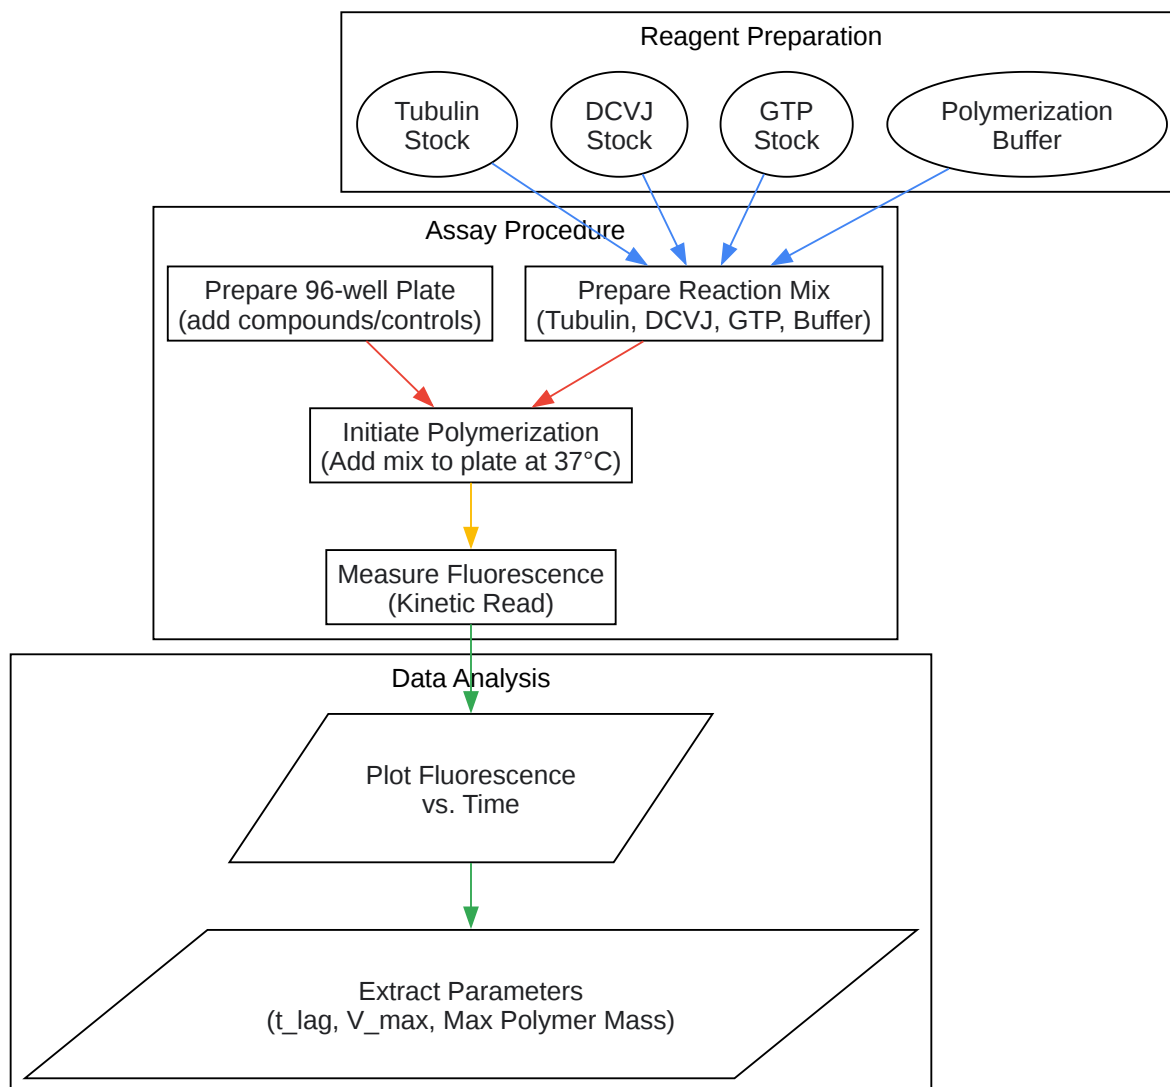 Reagent Preparation
Tubulin
Stock
DCVJ
Stock
GTP
Stock
Polymerization
Buffer
Assay Procedure
Prepare 96-well Plate
(add compounds/controls)
Prepare Reaction Mix
(Tubulin, DCVJ, GTP, Buffer)
Initiate Polymerization
(Add mix to plate at 37°C)
Measure Fluorescence
(Kinetic Read)
Data Analysis
Plot Fluorescence
vs. Time
Extract Parameters
(t_lag, V_max, Max Polymer Mass)